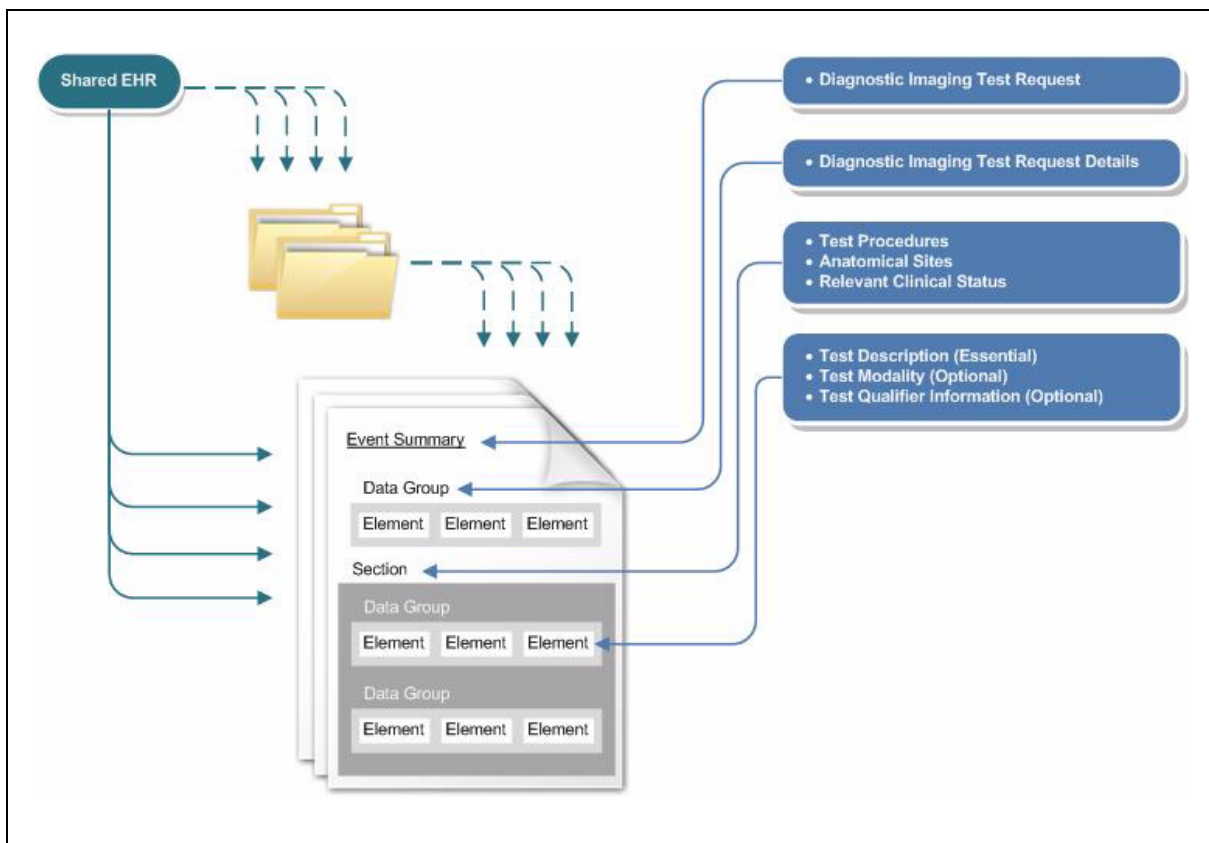 Shared EHR
• Diagnostic Imaging Test Request
• Diagnostic Imaging Test Request Details
• Test Procedures
• Anatomical Sites
• Relevant Clinical Status
• Test Description (Essential)
• Test Modality (Optional)
• Test Qualifier Information (Optional)
Event Summary
Data Group
Element Element Element
Section
Data Group
Element Element Element
Data Group
Element Element Element